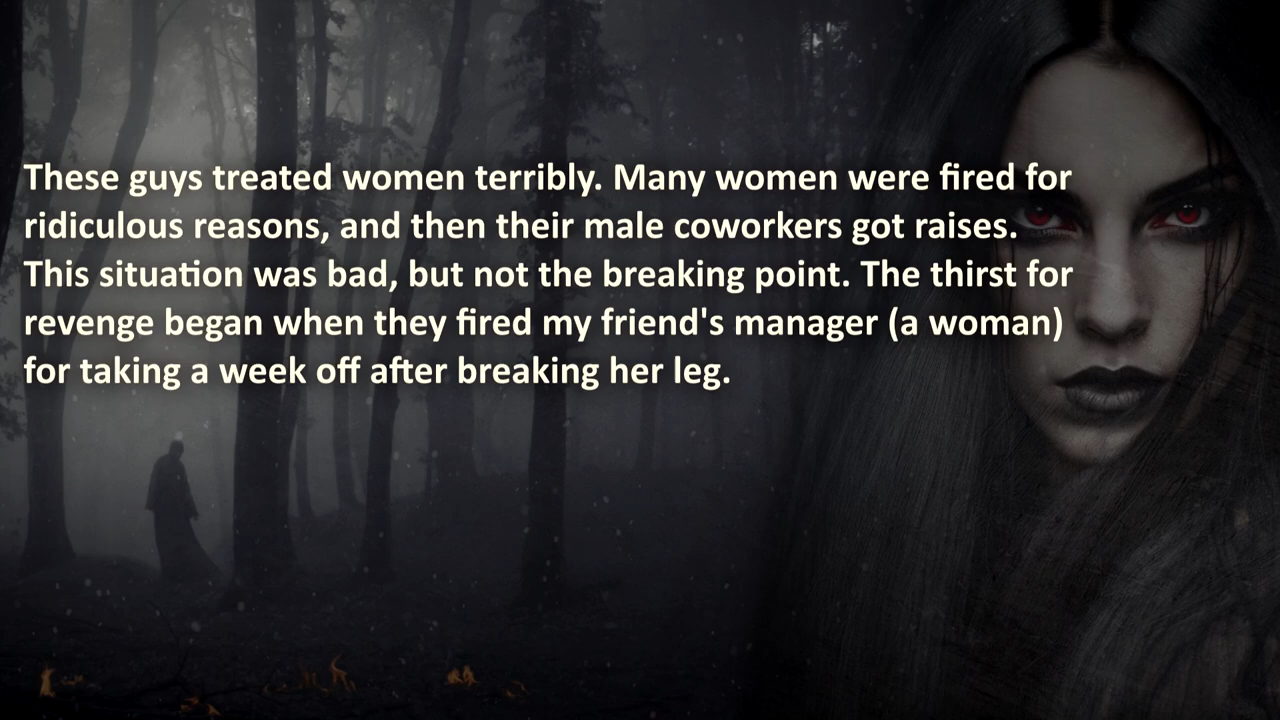 These guys treated women terribly. Many women were fired for
ridiculous reasons, and then their male coworkers got raises.
This situation was bad, but not the breaking point. The thirst for
revenge began when they fired my friend's manager (a woman)
for taking a week off after breaking her leg.